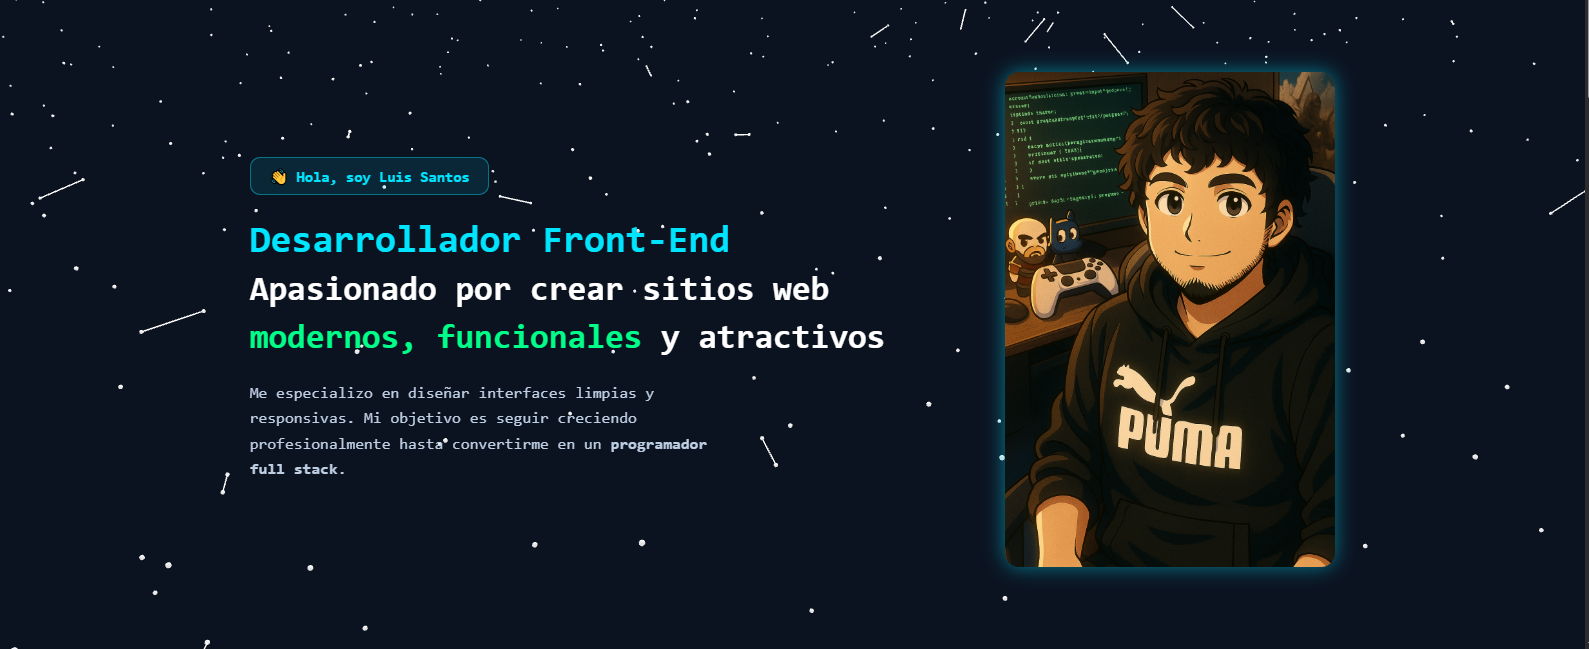 👋 Hola, soy Luis Santos
Desarrollador Front-End
Apasionado por crear sitios web
modernos, funcionales y atractivos
Me especializo en diseñar interfaces limpias y
responsivas. Mi objetivo es seguir creciendo
profesionalmente hasta convertirme en un programador
full stack.
PUMA